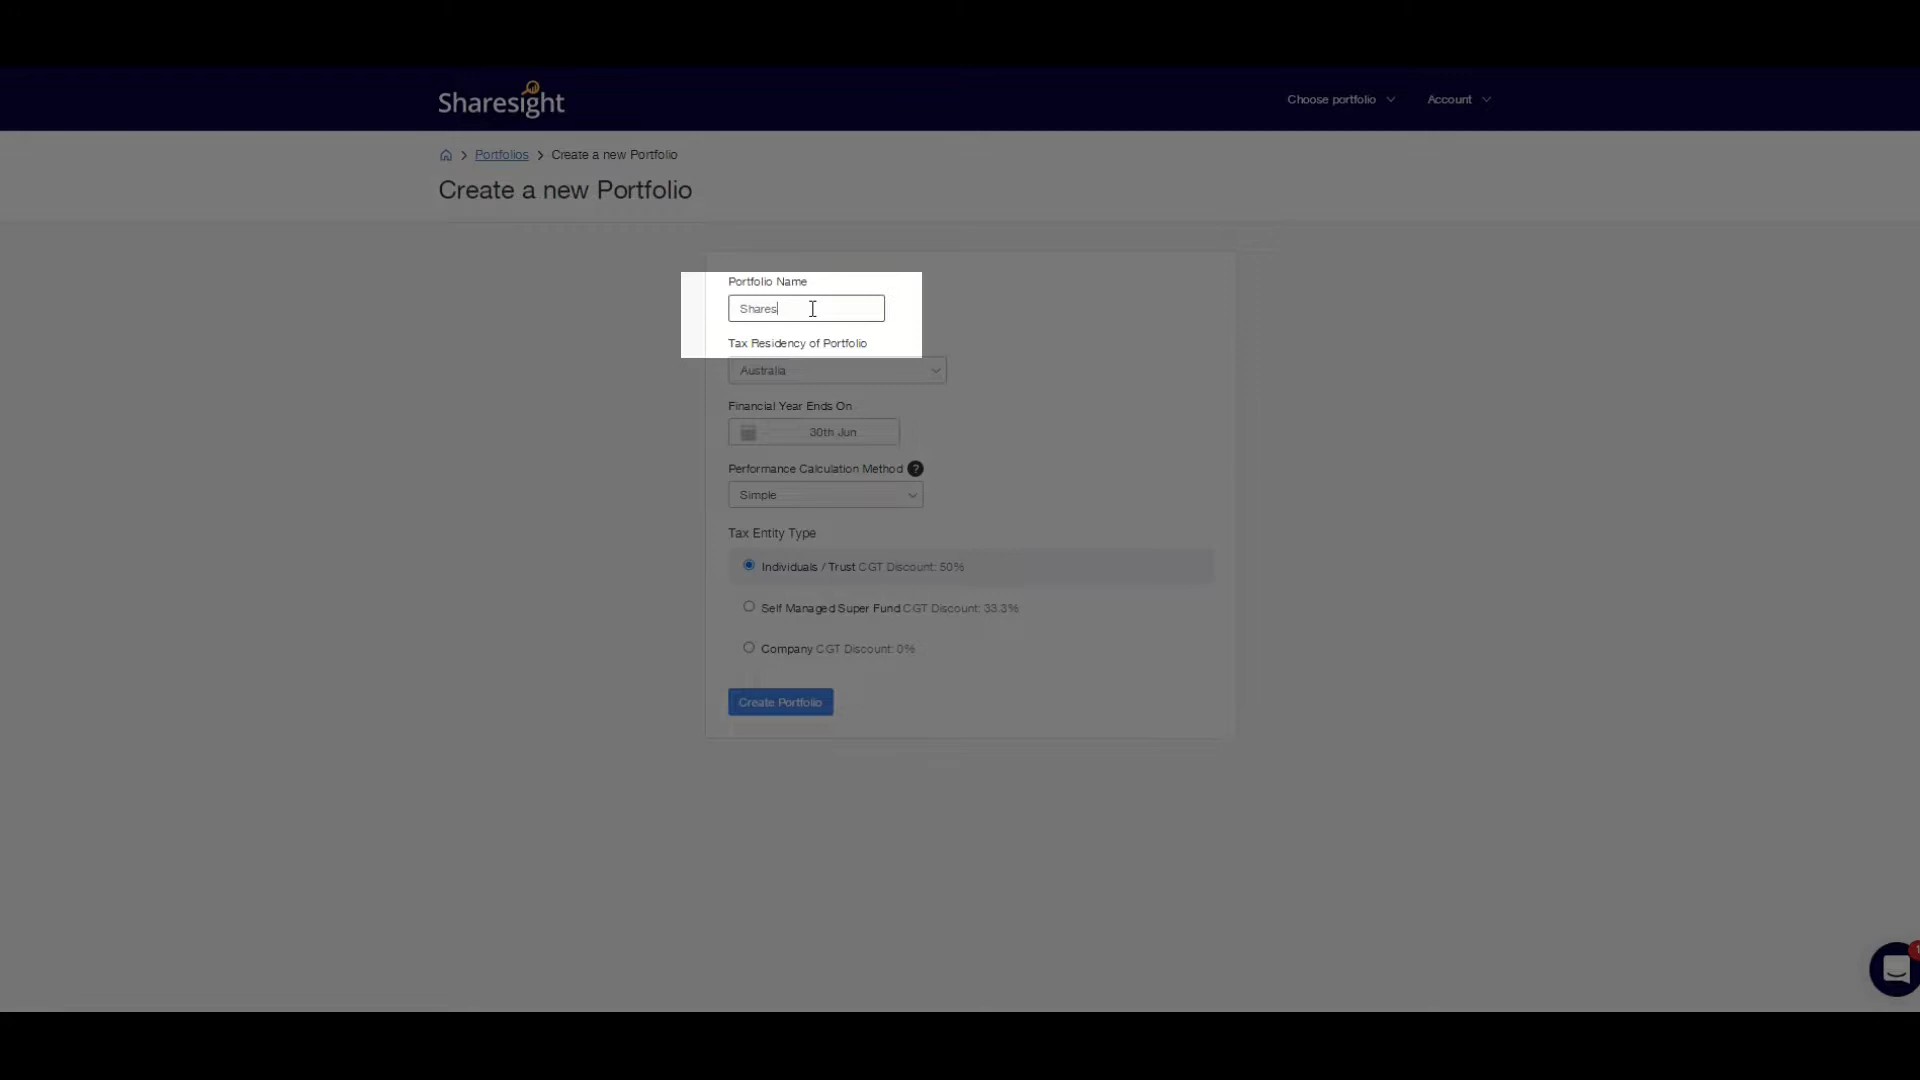 Sharesight
Choose portfolio
Account
Portfolios
Create a new Portfolio
Create a new Portfolio
Portfolio Name
Shares
Tax Residency of Portfolio
Australia
Financial Year Ends On
30th Jun
Performance Calculation Method ?
Simple
Tax Entity Type
Individuals / Trust CGT Discount: 50%
Self Managed Super Fund CGT Discount: 33.3%
Company CGT Discount: 0%
Create Portfolio
1